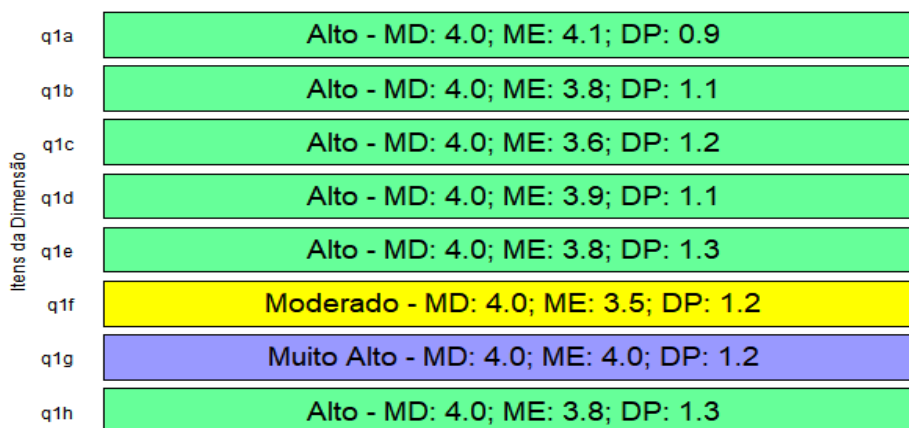 Itens da Dimensão
q1a Alto - MD: 4.0; ME: 4.1; DP: 0.9
q1b Alto - MD: 4.0; ME: 3.8; DP: 1.1
q1c Alto - MD: 4.0; ME: 3.6; DP: 1.2
q1d Alto - MD: 4.0; ME: 3.9; DP: 1.1
q1e Alto - MD: 4.0; ME: 3.8; DP: 1.3
q1f Moderado - MD: 4.0; ME: 3.5; DP: 1.2
q1g Muito Alto - MD: 4.0; ME: 4.0; DP: 1.2
q1h Alto - MD: 4.0; ME: 3.8; DP: 1.3